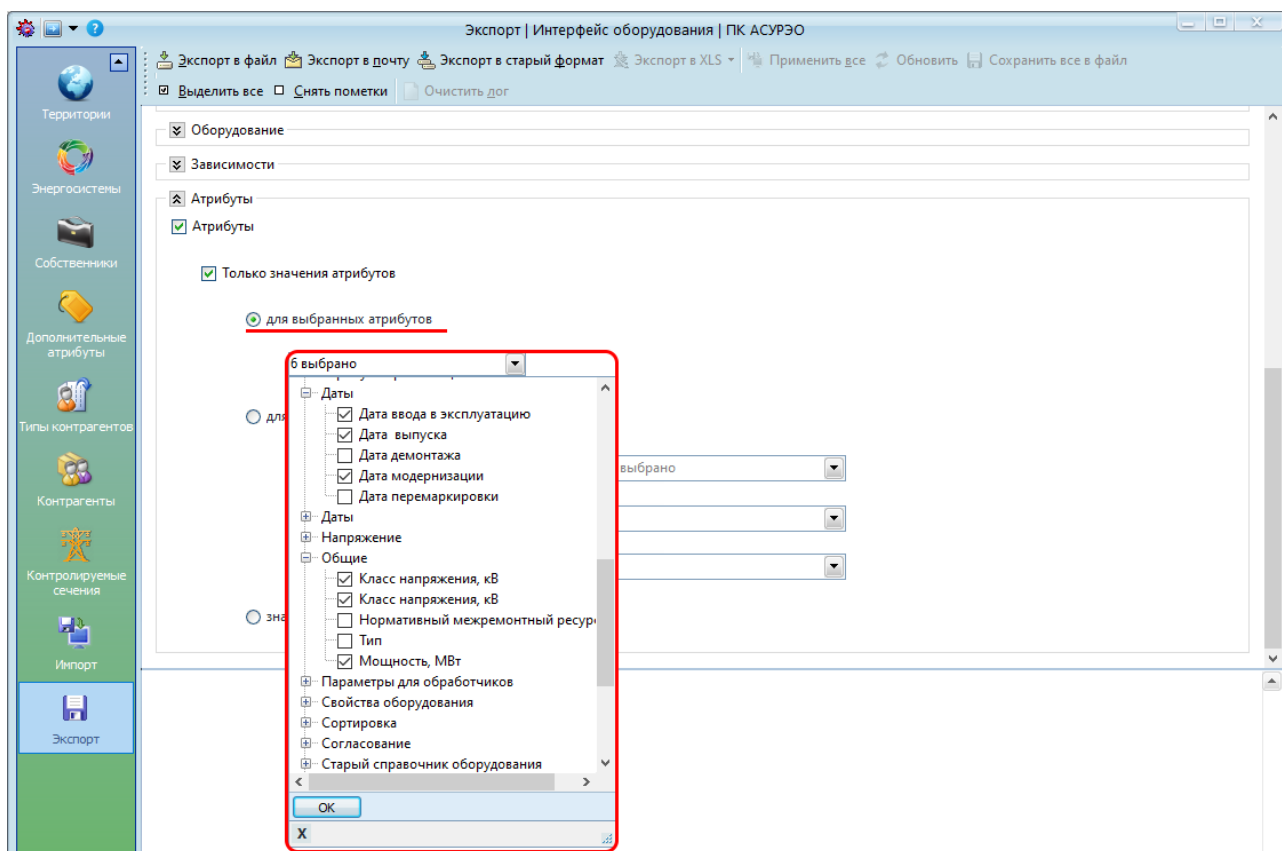 Экспорт | Интерфейс оборудования | ПК АСУРЭО
Экспорт в файл Экспорт в почту Экспорт в старый формат Экспорт в XLS Применить все Обновить Сохранить все в файл
Выделить все Снять пометки Очистить лог
Территории
Энергосистемы
Собственники
Дополнительные
атрибуты
Типы контрагентов
Контрагенты
Контролируемые
сечения
Импорт
Экспорт
Оборудование
Зависимости
Атрибуты
Атрибуты
Только значения атрибутов
для выбранных атрибутов
6 выбрано
Даты
Дата ввода в эксплуатацию
Дата выпуска
Дата демонтажа
Дата модернизации
Дата перемаркировки
Даты
Напряжение
Общие
Класс напряжения, кВ
Класс напряжения, кВ
Нормативный межремонтный ресур
Тип
Мощность, МВт
Параметры для обработчиков
Свойства оборудования
Сортировка
Согласование
Старый справочник оборудования
OK
X
для
выбрано
зна